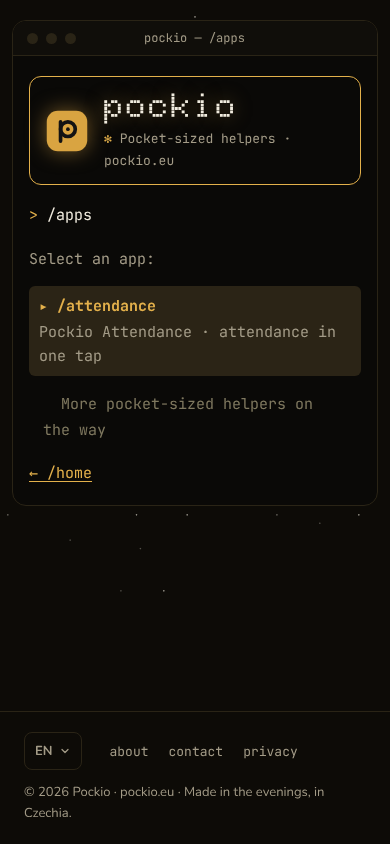 pockio — /apps
p
pockio
✻ Pocket-sized helpers ·
pockio.eu
> /apps
Select an app:
▸ /attendance
Pockio Attendance · attendance in
one tap
More pocket-sized helpers on
the way
← /home
EN
about contact privacy
© 2026 Pockio · pockio.eu · Made in the evenings, in
Czechia.